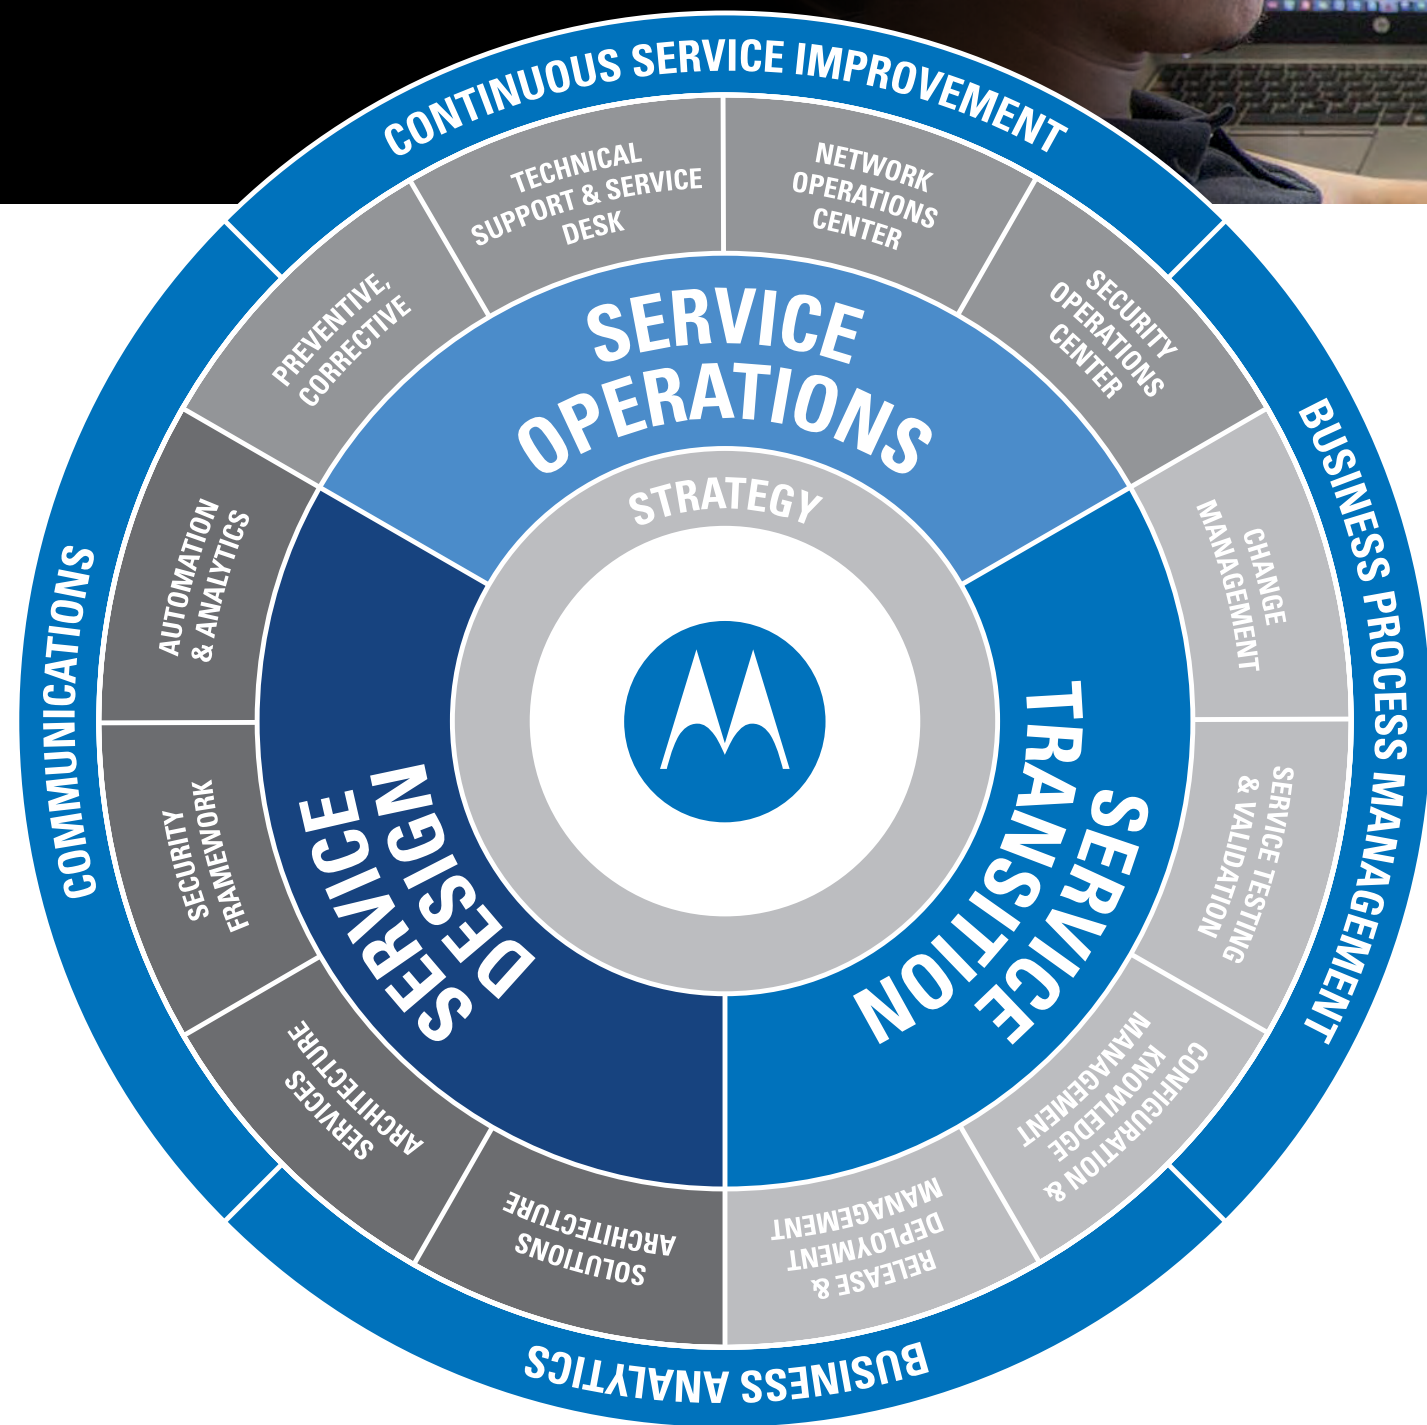 CONTINUOUS SERVICE IMPROVEMENT
TECHNICAL
SUPPORT & SERVICE
DESK
NETWORK
OPERATIONS
CENTER
PREVENTIVE,
CORRECTIVE
SECURITY
OPERATIONS
CENTER
SERVICE
OPERATIONS
STRATEGY
BUSINESS PROCESS MANAGEMENT
CHANGE
MANAGEMENT
SERVICE TESTING
& VALIDATION
CONFIGURATION &
KNOWLEDGE
MANAGEMENT
RELEASE &
DEPLOYMENT
MANAGEMENT
SERVICE
TRANSITION
BUSINESS ANALYTICS
SOLUTIONS
ARCHITECTURE
SERVICES
ARCHITECTURE
SECURITY
FRAMEWORK
AUTOMATION
& ANALYTICS
SERVICE
DESIGN
COMMUNICATIONS